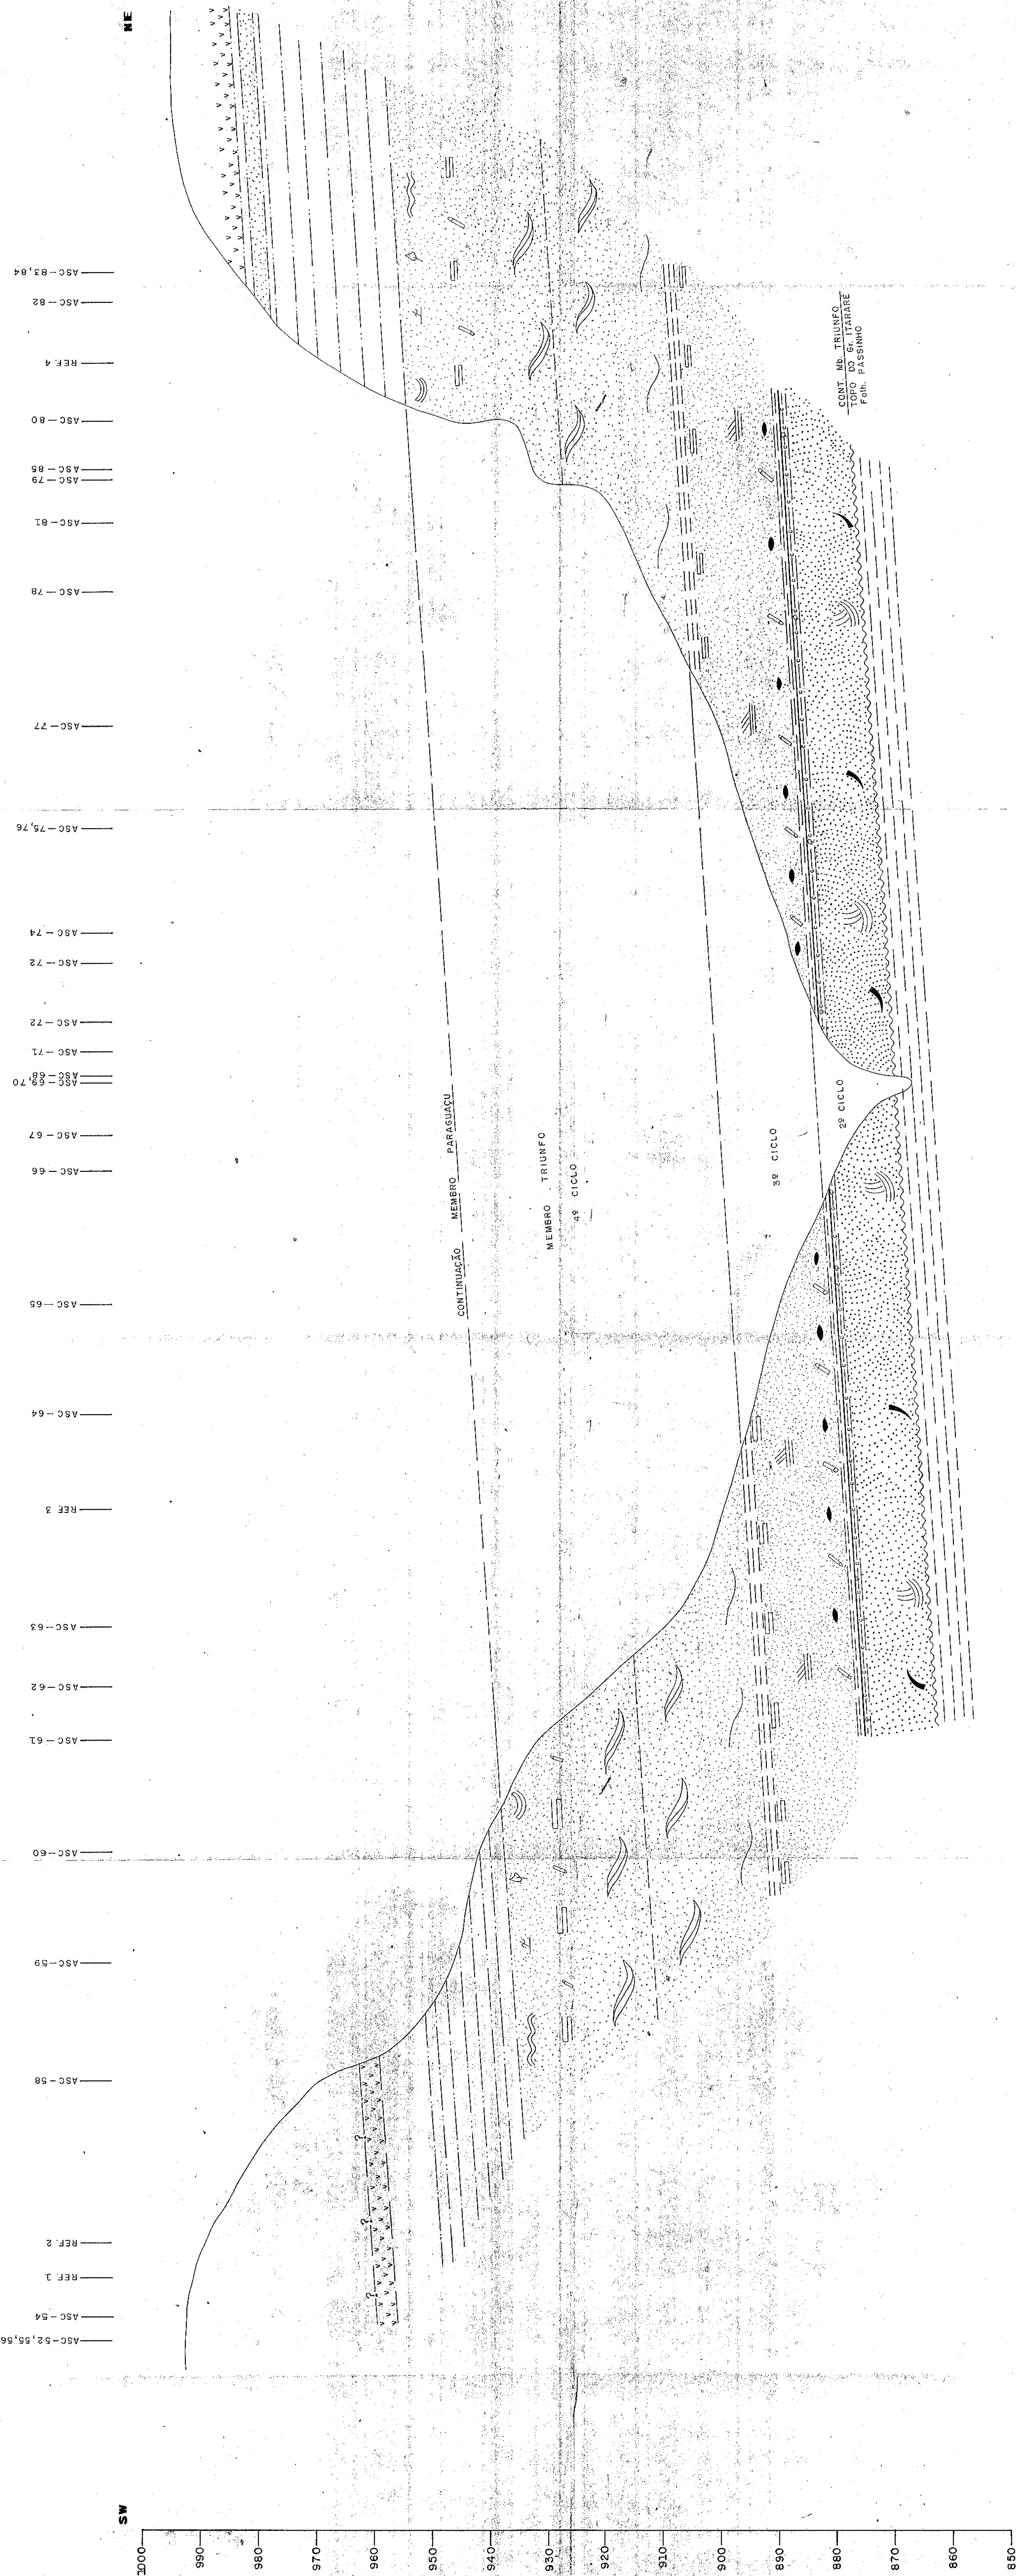 NE
ASC-83,84
ASC-82
REF. 4
ASC-80
ASC-85
ASC-79
ASC-81
ASC-78
ASC-77
ASC-75,76
ASC-74
ASC-72
ASC-72
ASC-71
ASC-68
ASC-69,70
ASC-67
ASC-66
ASC-65
ASC-64
REF. 3
ASC-63
ASC-62
ASC-61
ASC-60
ASC-59
ASC-58
REF. 2
REF. 1
ASC-54
ASC-52,55,56
CONT. Mb. TRIUNFO
TOPO DO Gr. ITARARÉ
Folh. PASSINHO
CONTINUAÇÃO MEMBRO PARAGUAÇU
MEMBRO TRIUNFO
4º CICLO
3º CICLO
2º CICLO
?
?
?
SW
1000
990
980
970
960
950
940
930
920
910
900
890
880
870
860
850